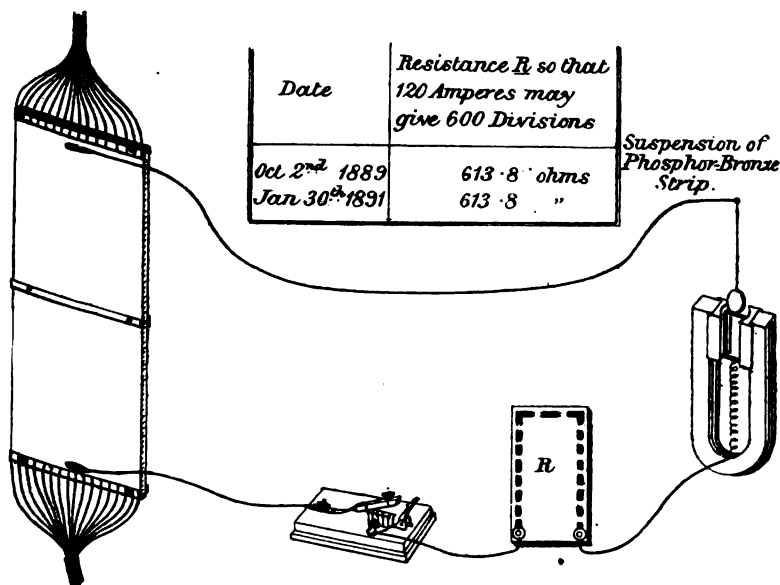 Date
Resistance R so that
120 Amperes may
give 600 Divisions
Oct 2nd 1889 613·8 ohms
Jan 30th 1891 613·8 "
Suspension of
Phosphor-Bronze
Strip.
R